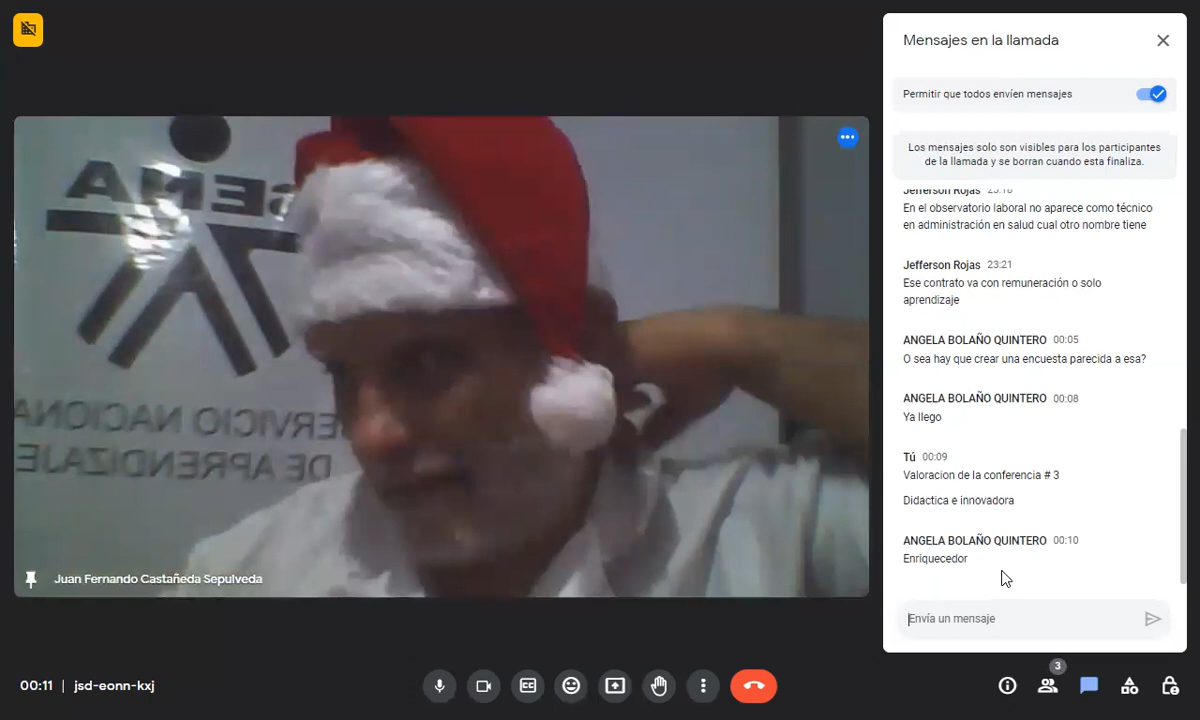 SENA
SERVICIO NACIONA
DE APRENDIZAJE
Juan Fernando Castañeda Sepulveda
00:11 | jsd-eonn-kxj
Mensajes en la llamada
Permitir que todos envíen mensajes
Los mensajes solo son visibles para los participantes
de la llamada y se borran cuando esta finaliza.
Jefferson Rojas 23:18
En el observatorio laboral no aparece como técnico
en administración en salud cual otro nombre tiene
Jefferson Rojas 23:21
Ese contrato va con remuneración o solo
aprendizaje
ANGELA BOLAÑO QUINTERO 00:05
O sea hay que crear una encuesta parecida a esa?
ANGELA BOLAÑO QUINTERO 00:08
Ya llego
Tú 00:09
Valoracion de la conferencia # 3
Didactica e innovadora
ANGELA BOLAÑO QUINTERO 00:10
Enriquecedor
Envía un mensaje
3